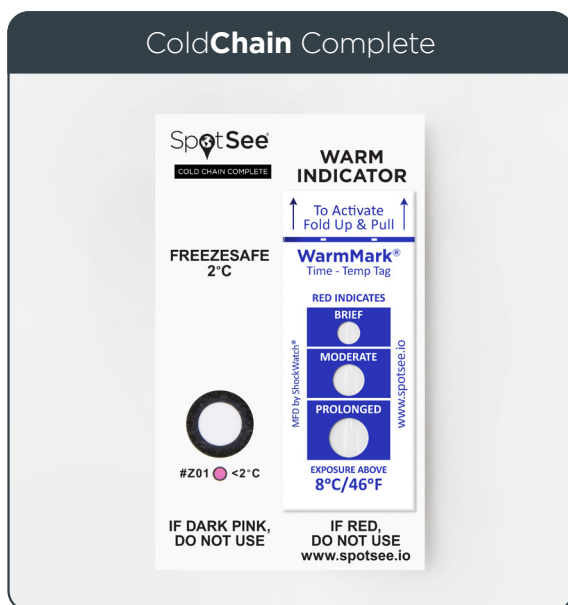 ColdChain Complete
SpotSee®
COLD CHAIN COMPLETE
FREEZESAFE
2°C
#Z01 <2°C
IF DARK PINK,
DO NOT USE
WARM
INDICATOR
To Activate
Fold Up & Pull
WarmMark®
Time - Temp Tag
RED INDICATES
BRIEF
MODERATE
PROLONGED
MFD by ShockWatch®
www.spotsee.io
EXPOSURE ABOVE
8°C/46°F
IF RED,
DO NOT USE
www.spotsee.io